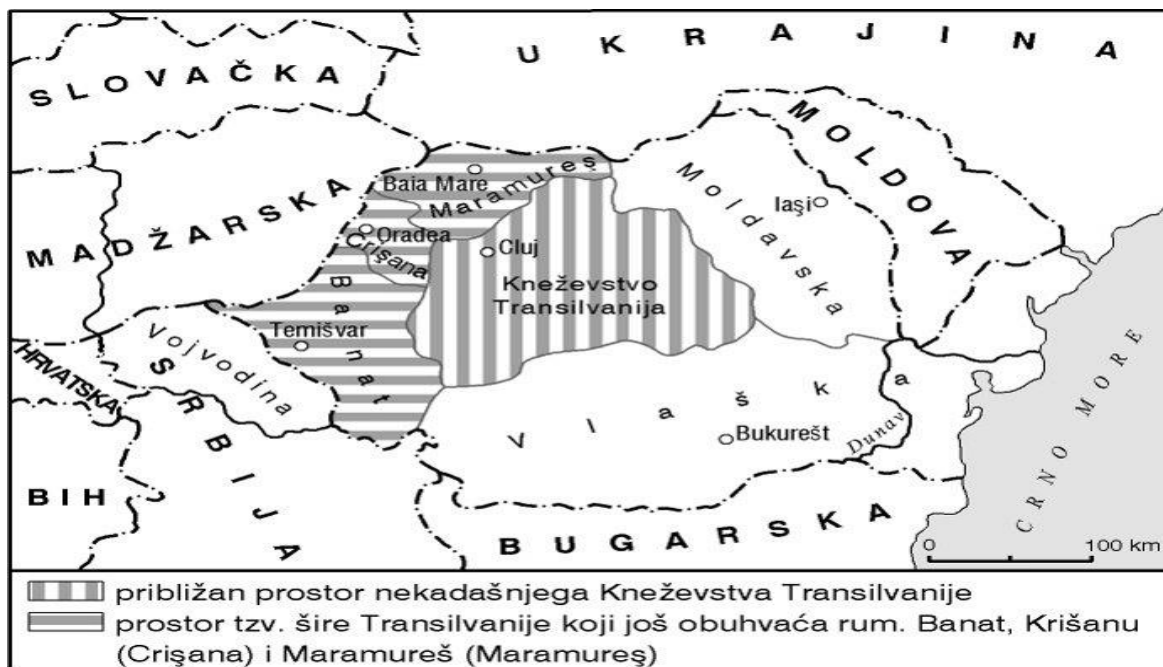 UKRAJINA
SLOVAČKA
MOLDOVA
MADŽARSKA
Baia Mare
Maramureş
Moldavska
Iaşi
Oradea
Crişana
Cluj
Banat
Kneževstvo
Transilvanija
Temišvar
Vojvodina
HRVATSKA
SRBIJA
Vlaška
Bukurešt
Dunav
CRNO MORE
BIH
BUGARSKA
0 100 km
približan prostor nekadašnjega Kneževstva Transilvanije
prostor tzv. šire Transilvanije koji još obuhvaća rum. Banat, Krišanu
(Crişana) i Maramureš (Maramureş)